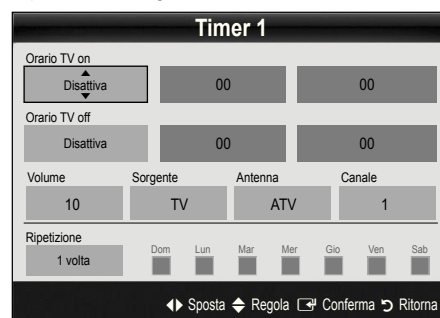 Timer 1
Orario TV on
Disattiva 00 00
Orario TV off
Disattiva 00 00
Volume Sorgente Antenna Canale
10 TV ATV 1
Ripetizione
1 volta Dom Lun Mar Mer Gio Ven Sab
Sposta Regola Conferma Ritorna